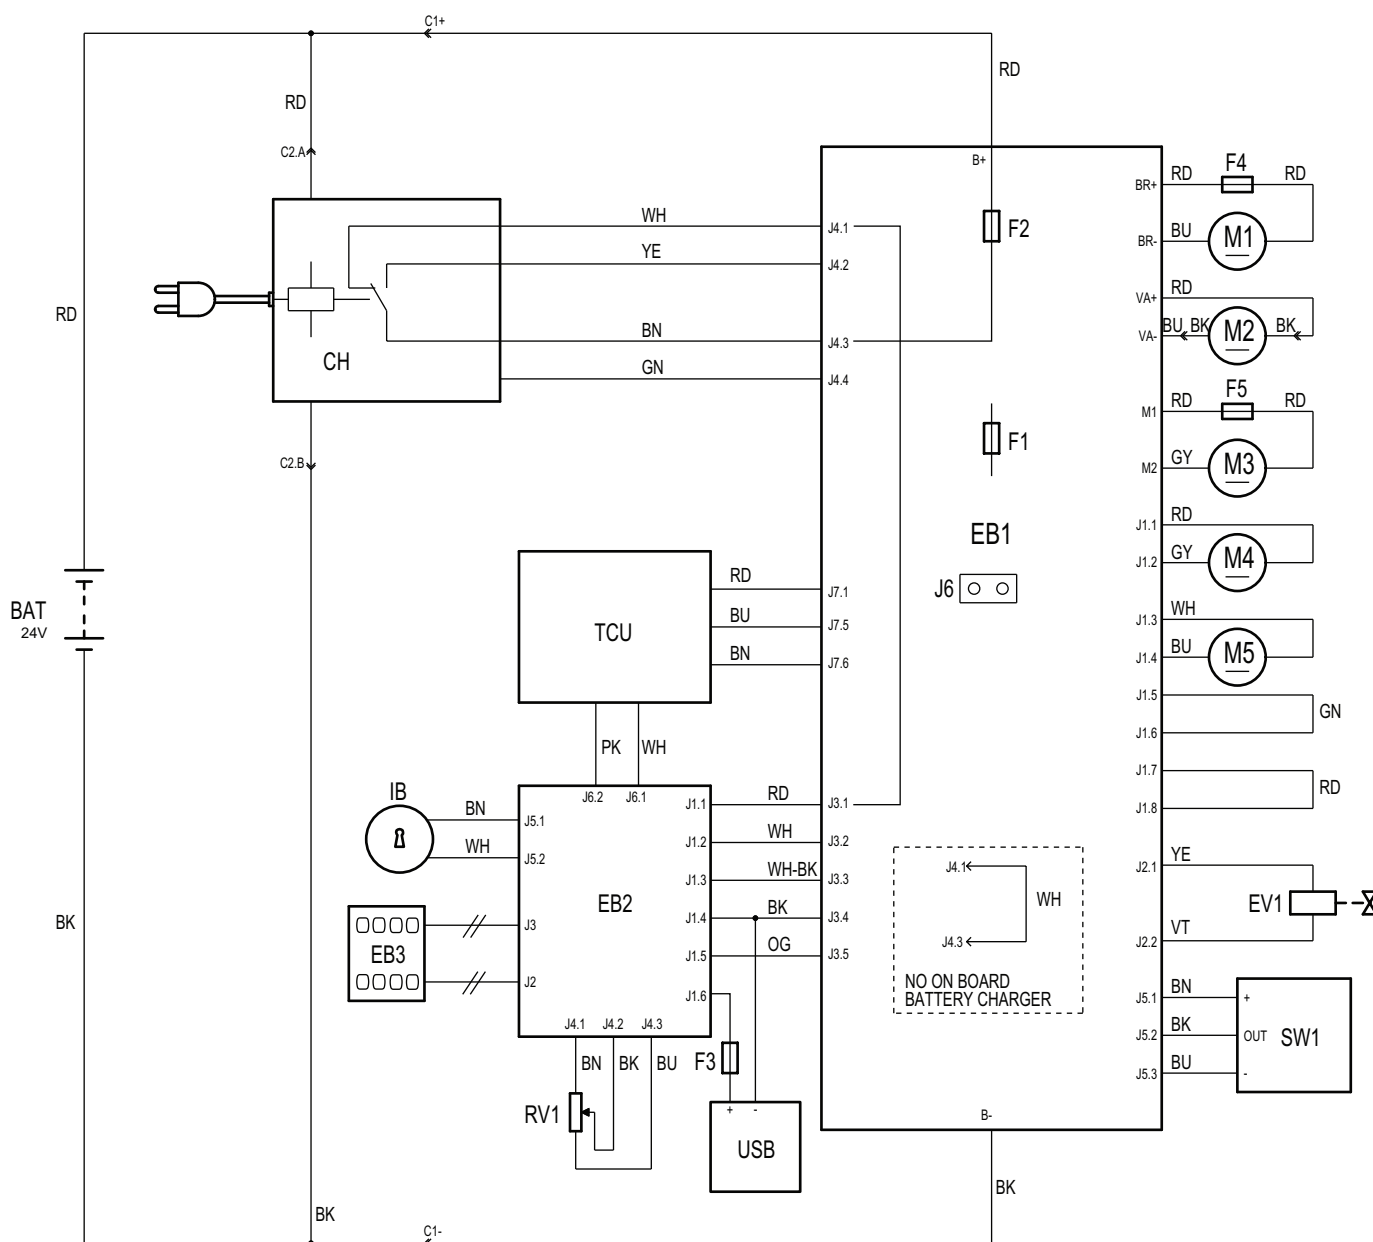 C1+
RD
RD
C2.A
B+
BR+ RD F4 RD
WH
J4.1
F2
BR- BU M1
YE
J4.2
VA+ RD
RD
BN
J4.3
VA- BU BK M2 BK
CH
GN
J4.4
M1 RD F5 RD
F1
C2.B
M2 GY M3
J1.1 RD
EB1
J1.2 GY M4
RD J7.1
J6
BAT
24V
TCU
BU J7.5
J1.3 WH
BN J7.6
J1.4 BU M5
J1.5
GN
J1.6
PK WH
J1.7
RD
J1.8
IB
J6.2 J6.1
BN J5.1
J1.1 RD J3.1
WH J5.2
J1.2 WH J3.2
J1.3 WH-BK J3.3
EB2
J1.4 BK J3.4
J1.5 OG J3.5
J1.6
J3
EB3
J2
J4.1 J4.2 J4.3
BN BK BU
F3
RV1
+ -
USB
J4.1
WH
J4.3
NO ON BOARD
BATTERY CHARGER
J2.1 YE
EV1
J2.2 VT
J5.1 BN +
J5.2 BK OUT SW1
J5.3 BU -
B-
BK
BK
BK
C1-